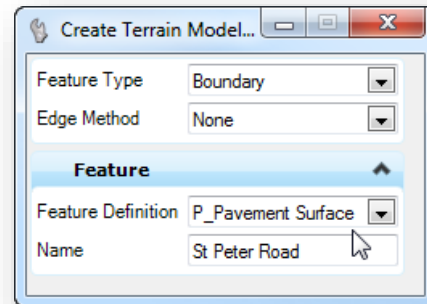 Create Terrain Model...
Feature Type Boundary
Edge Method None
Feature
Feature Definition P_Pavement Surface
Name St Peter Road